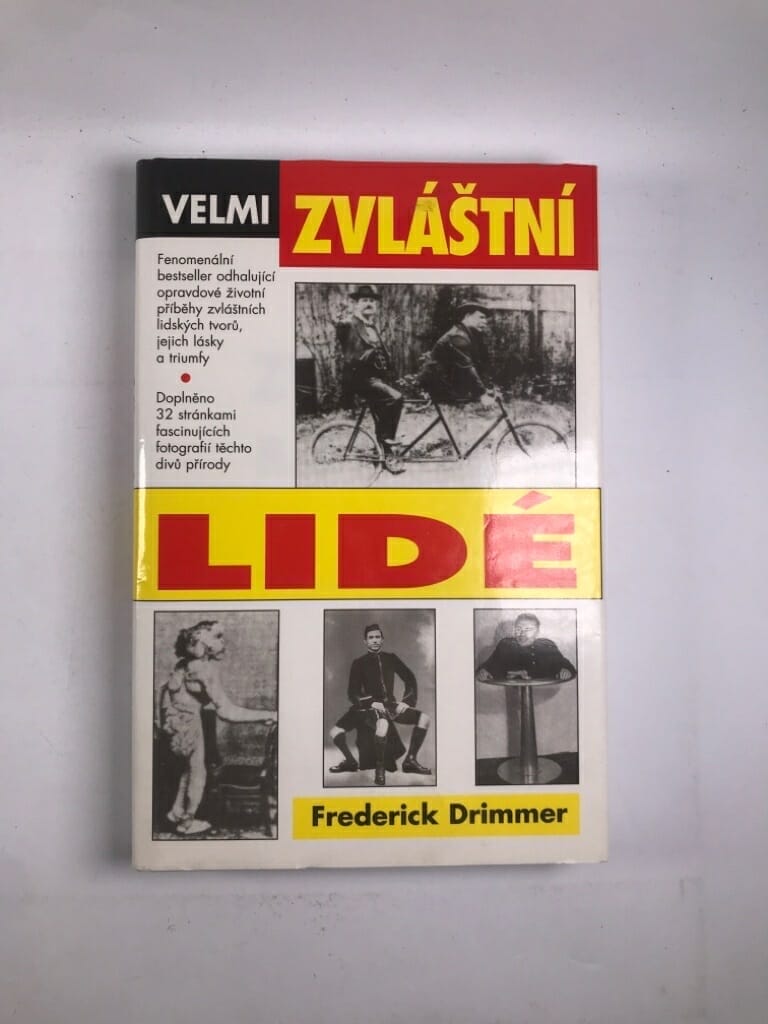 VELMI
ZVLÁŠTNÍ
Fenomenální
bestseller odhalující
opravdové životní
příběhy zvláštních
lidských tvorů,
jejich lásky
a triumfy
Doplněno
32 stránkami
fascinujících
fotografií těchto
divů přírody
LIDÉ
Frederick Drimmer